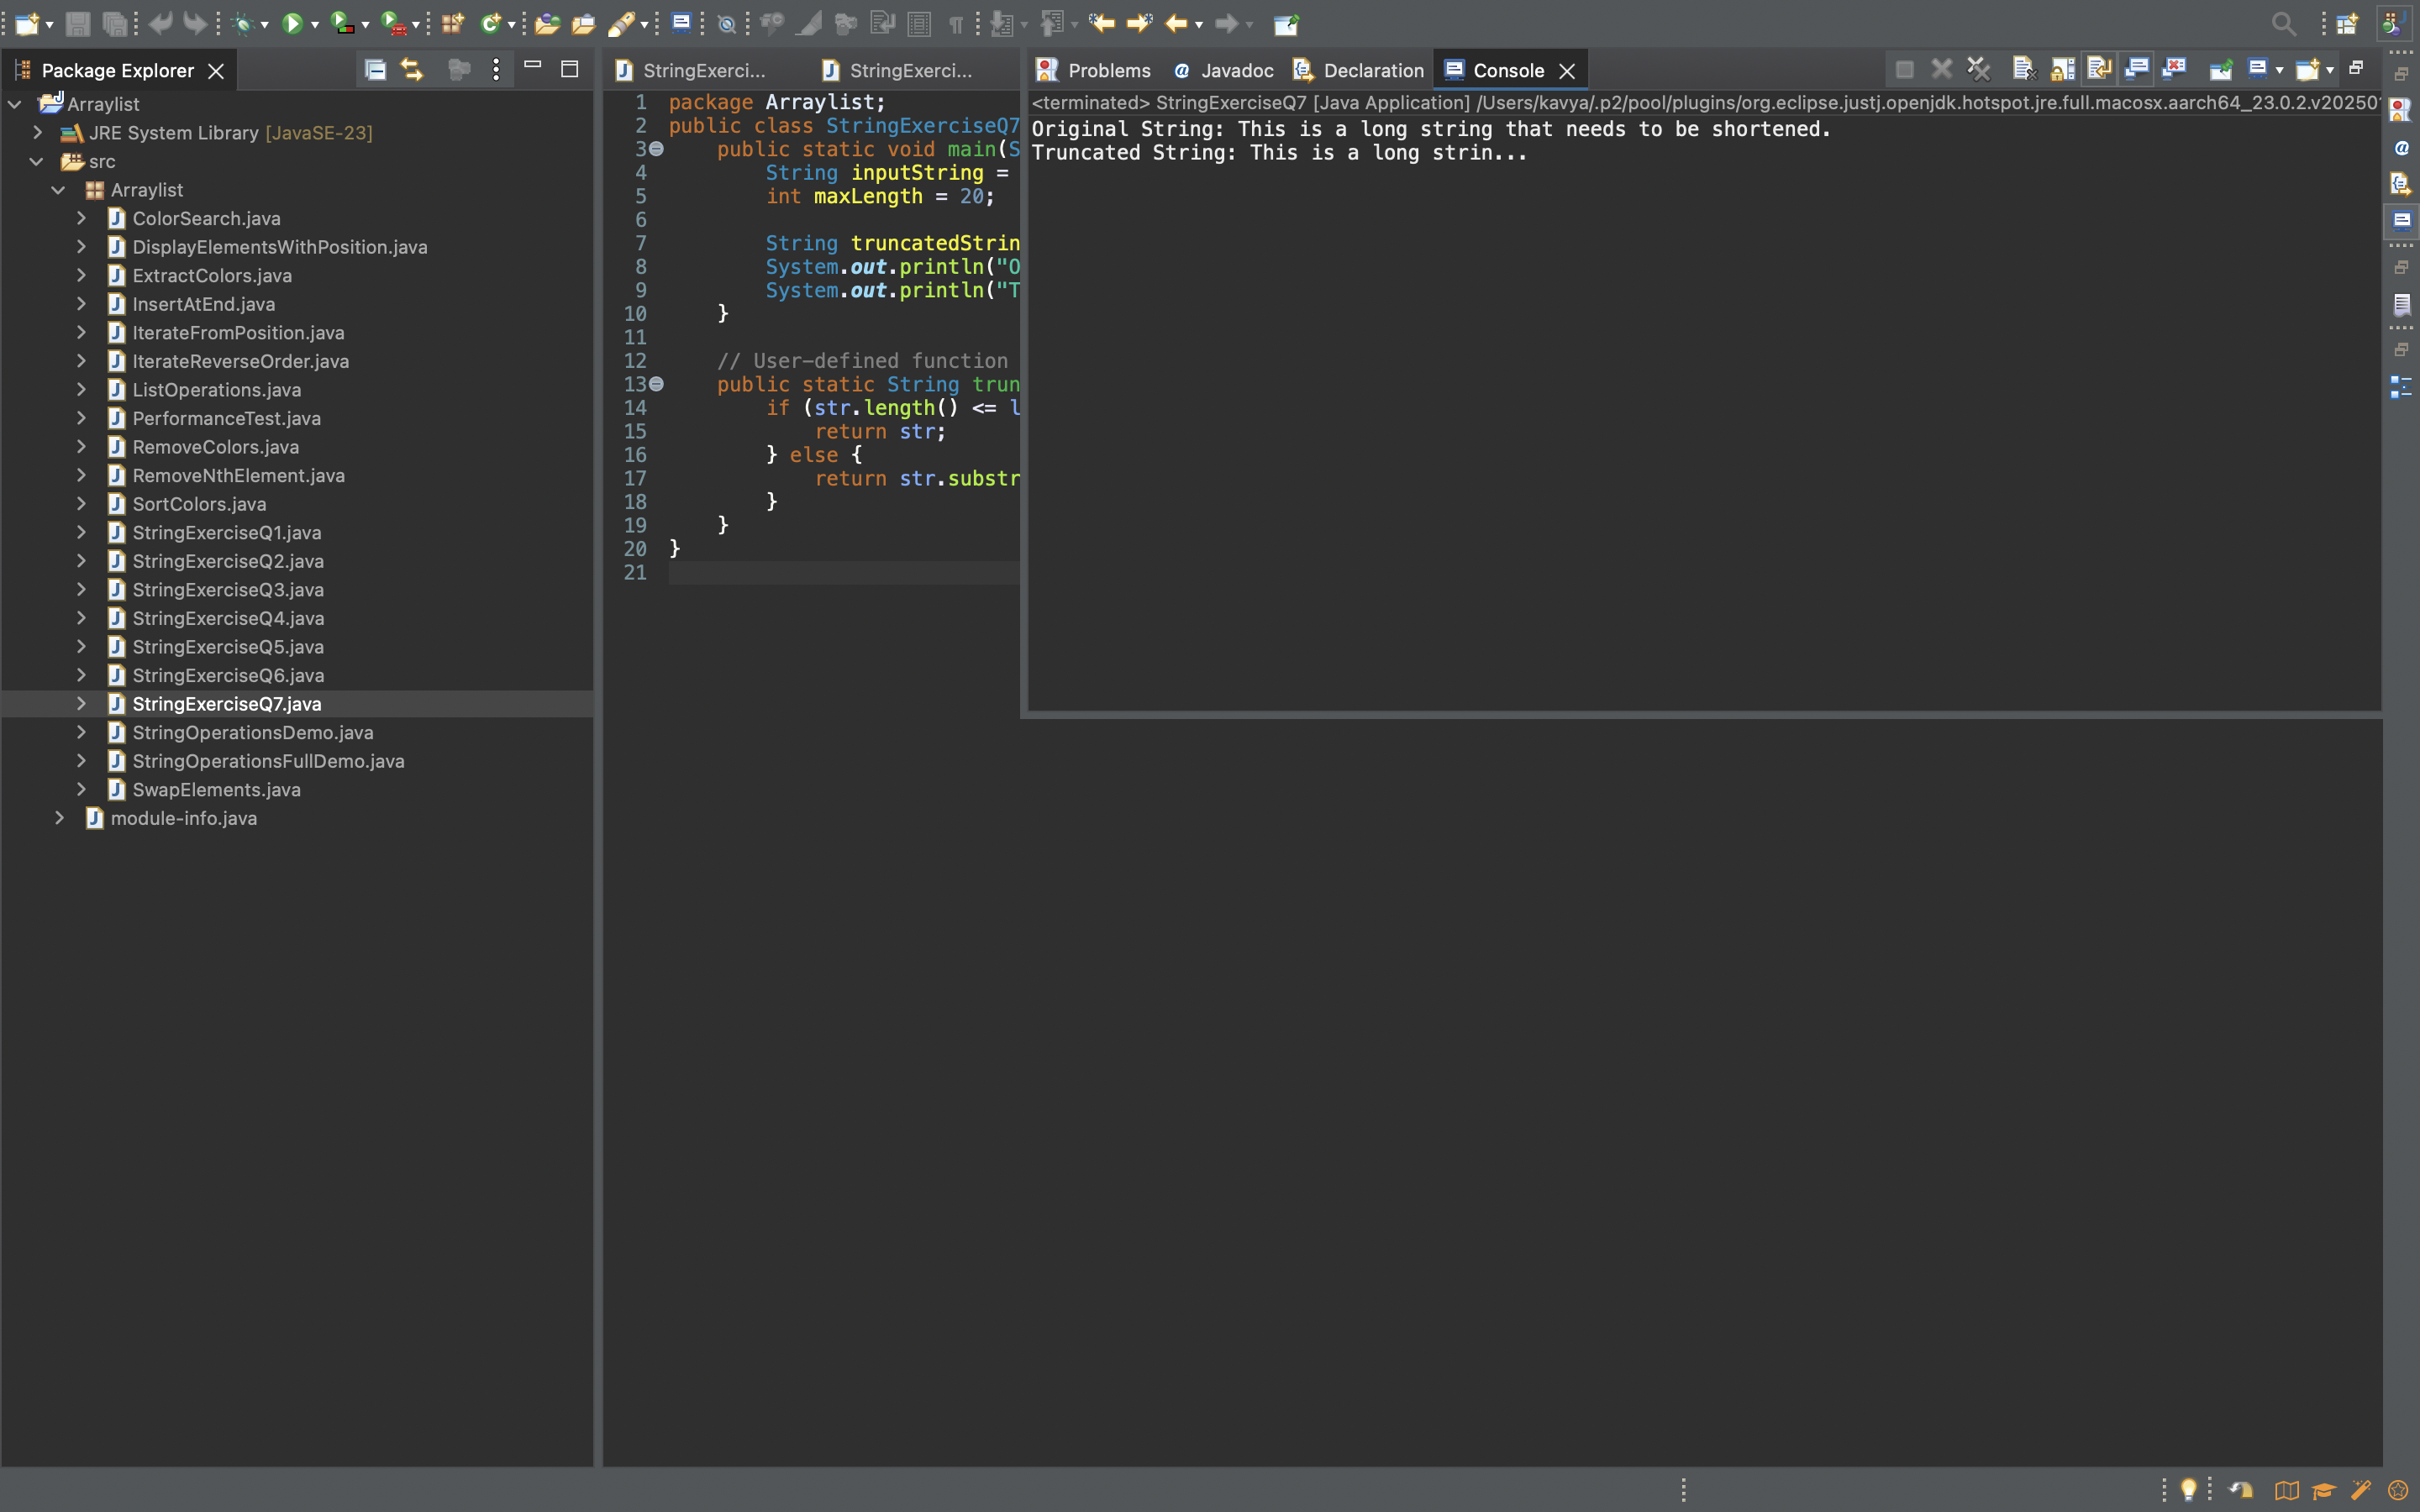 Package Explorer
Arraylist
JRE System Library [JavaSE-23]
src
Arraylist
ColorSearch.java
DisplayElementsWithPosition.java
ExtractColors.java
InsertAtEnd.java
IterateFromPosition.java
IterateReverseOrder.java
ListOperations.java
PerformanceTest.java
RemoveColors.java
RemoveNthElement.java
SortColors.java
StringExerciseQ1.java
StringExerciseQ2.java
StringExerciseQ3.java
StringExerciseQ4.java
StringExerciseQ5.java
StringExerciseQ6.java
StringExerciseQ7.java
StringOperationsDemo.java
StringOperationsFullDemo.java
SwapElements.java
module-info.java
StringExerci... StringExerci...
1 package Arraylist;
2 public class StringExerciseQ7
3 public static void main(S
4 String inputString =
5 int maxLength = 20;
6
7 String truncatedStrin
8 System.out.println("O
9 System.out.println("T
10 }
11
12 // User-defined function
13 public static String trun
14 if (str.length() <= l
15 return str;
16 } else {
17 return str.substr
18 }
19 }
20 }
21
Problems Javadoc Declaration Console
<terminated> StringExerciseQ7 [Java Application] /Users/kavya/.p2/pool/plugins/org.eclipse.justj.openjdk.hotspot.jre.full.macosx.aarch64_23.0.2.v20250
Original String: This is a long string that needs to be shortened.
Truncated String: This is a long strin...